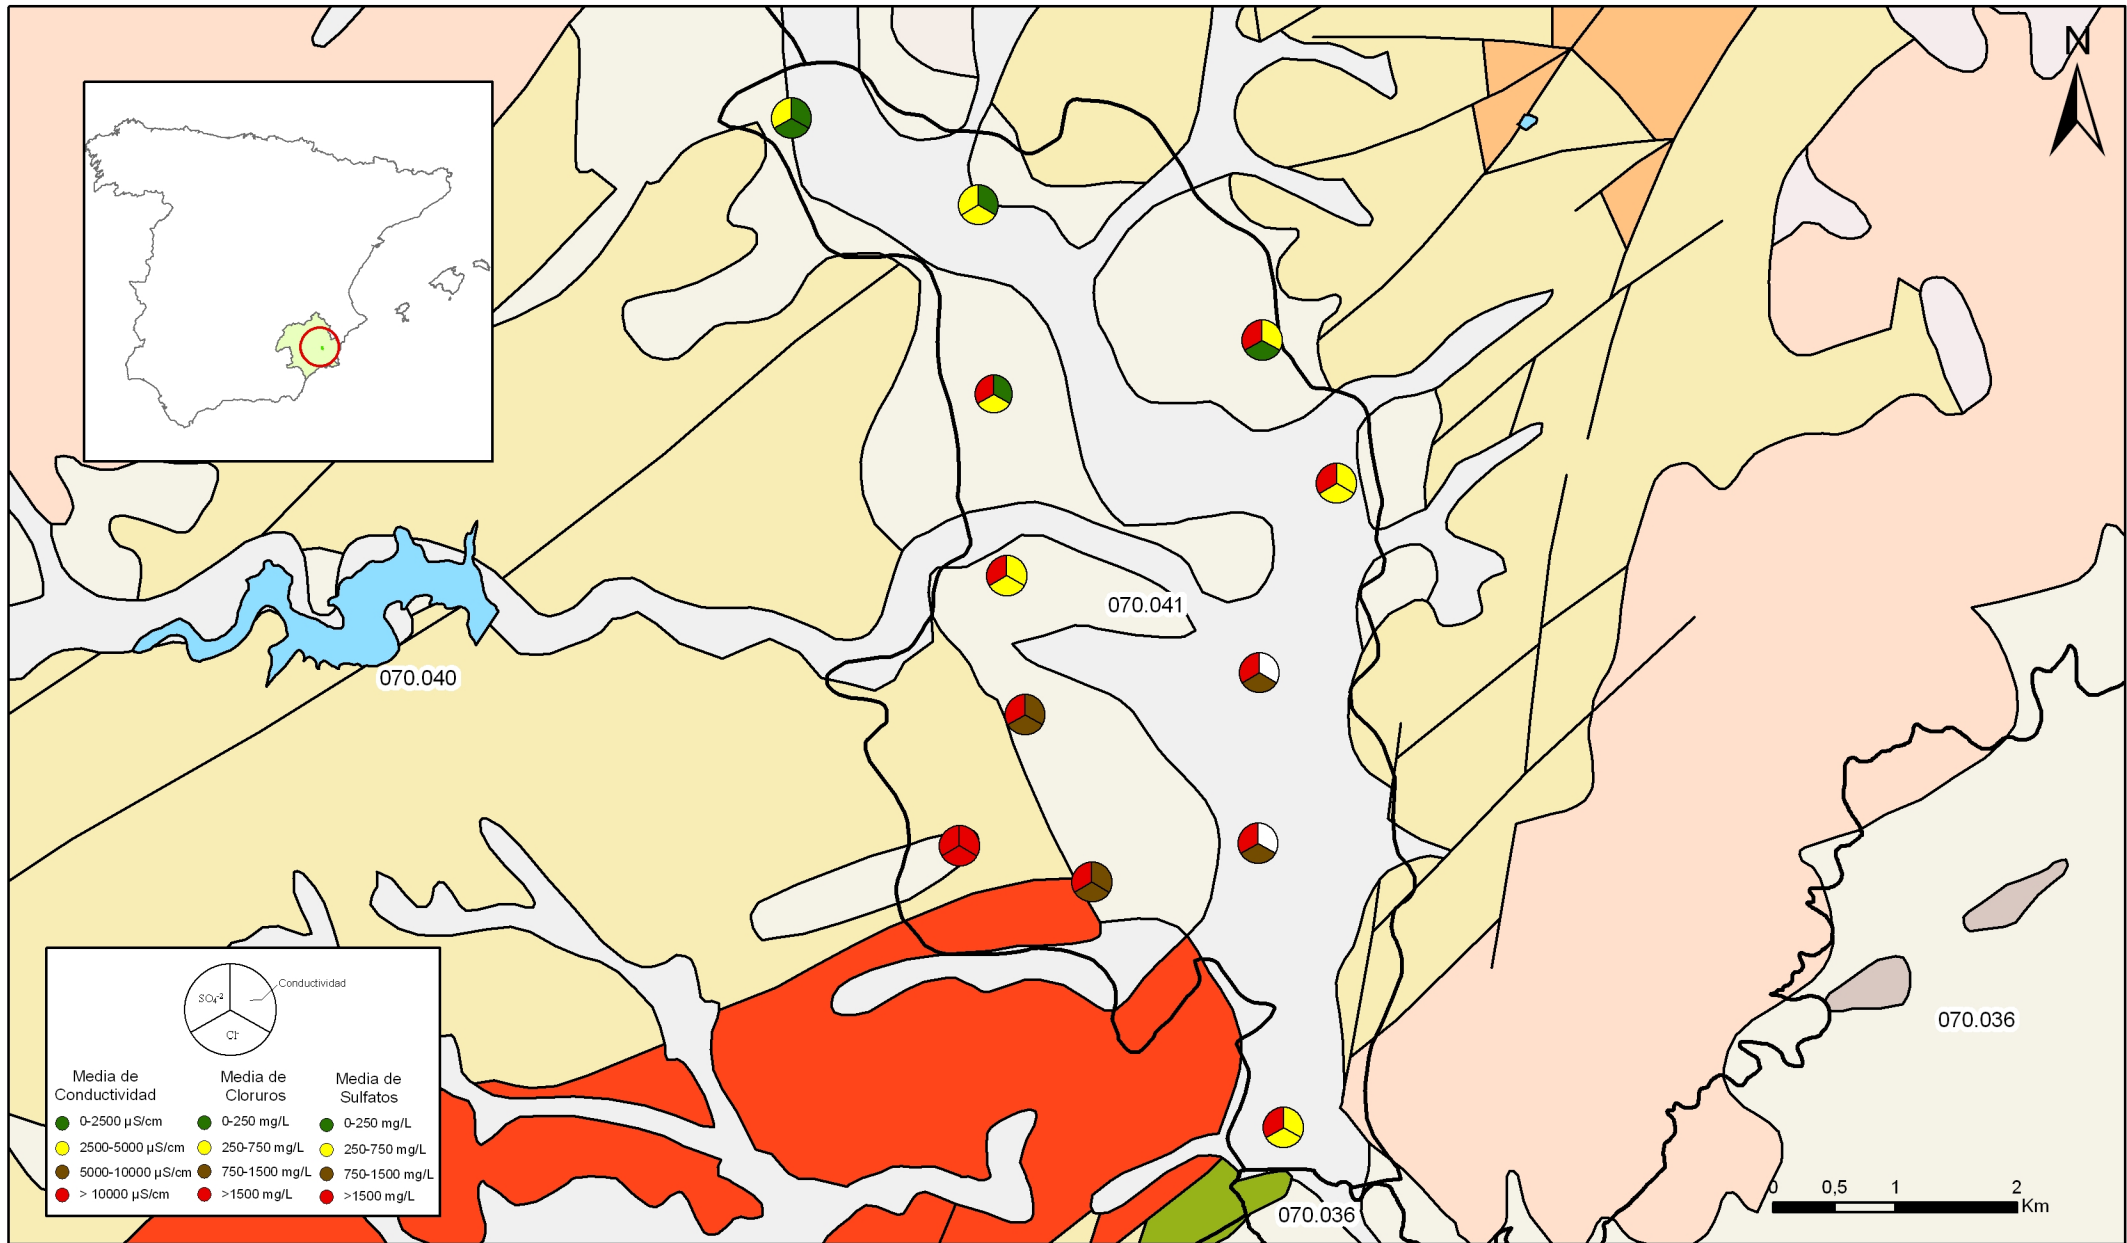 N
070.041
070.040
070.036
070.036
Conductividad
SO₄⁻²
Cl⁻
Media de
Conductividad
0-2500 µS/cm
2500-5000 µS/cm
5000-10000 µS/cm
> 10000 µS/cm
Media de
Cloruros
0-250 mg/L
250-750 mg/L
750-1500 mg/L
>1500 mg/L
Media de
Sulfatos
0-250 mg/L
250-750 mg/L
750-1500 mg/L
>1500 mg/L
0 0,5 1 2
Km